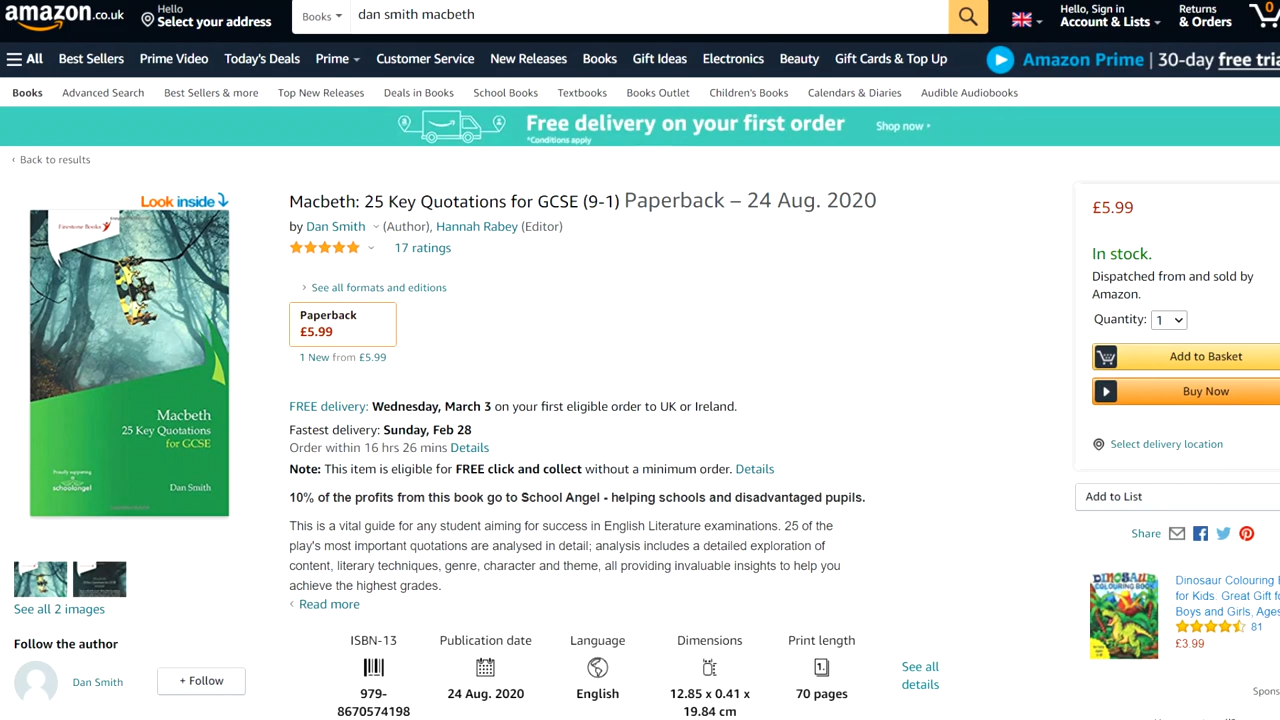 amazon.co.uk
Hello
Select your address
Books
dan smith macbeth
Hello, Sign in
Account & Lists
Returns
& Orders
0
All
Best Sellers
Prime Video
Today's Deals
Prime
Customer Service
New Releases
Books
Gift Ideas
Electronics
Beauty
Gift Cards & Top Up
Amazon Prime | 30-day free tria
Books
Advanced Search
Best Sellers & more
Top New Releases
Deals in Books
School Books
Textbooks
Books Outlet
Children's Books
Calendars & Diaries
Audible Audiobooks
Free delivery on your first order
*Conditions apply
Shop now
‹ Back to results
Look inside
Firestone Books
Macbeth
25 Key Quotations
for GCSE
Proudly supporting
schoolangel
Dan Smith
See all 2 images
Follow the author
Dan Smith
+ Follow
Macbeth: 25 Key Quotations for GCSE (9-1) Paperback – 24 Aug. 2020
by Dan Smith (Author), Hannah Rabey (Editor)
17 ratings
› See all formats and editions
Paperback
£5.99
1 New from £5.99
FREE delivery: Wednesday, March 3 on your first eligible order to UK or Ireland.
Fastest delivery: Sunday, Feb 28
Order within 16 hrs 26 mins Details
Note: This item is eligible for FREE click and collect without a minimum order. Details
10% of the profits from this book go to School Angel - helping schools and disadvantaged pupils.
This is a vital guide for any student aiming for success in English Literature examinations. 25 of the
play's most important quotations are analysed in detail; analysis includes a detailed exploration of
content, literary techniques, genre, character and theme, all providing invaluable insights to help you
achieve the highest grades.
‹ Read more
ISBN-13
979-
8670574198
Publication date
24 Aug. 2020
Language
English
Dimensions
12.85 x 0.41 x
19.84 cm
Print length
1.
70 pages
See all
details
£5.99
In stock.
Dispatched from and sold by
Amazon.
Quantity: 1
Add to Basket
Buy Now
Select delivery location
Add to List
Share
DINOSAUR
COLOURING BOOK
Dinosaur Colouring
for Kids: Great Gift fo
Boys and Girls, Ages
81
£3.99
Spons